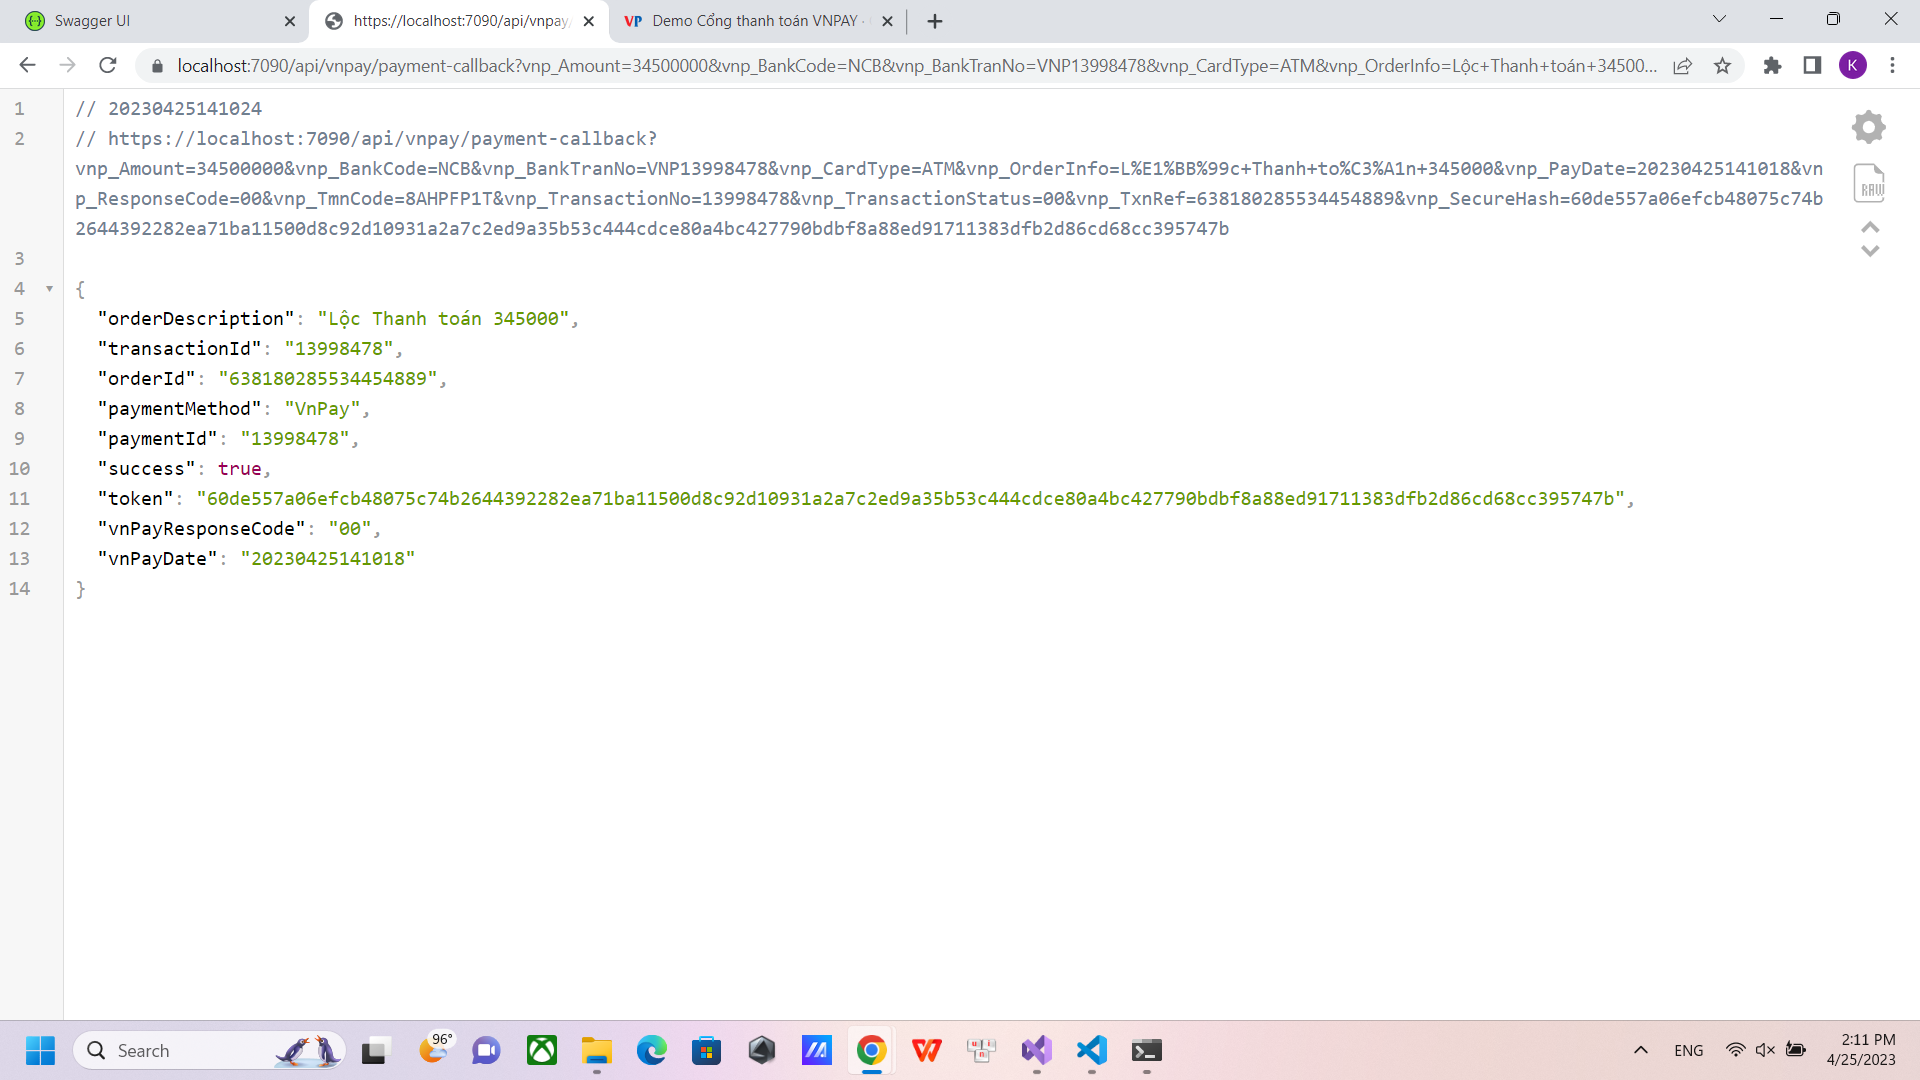 Swagger UI
https://localhost:7090/api/vnpay/
VP Demo Cổng thanh toán VNPAY
localhost:7090/api/vnpay/payment-callback?vnp_Amount=34500000&vnp_BankCode=NCB&vnp_BankTranNo=VNP13998478&vnp_CardType=ATM&vnp_OrderInfo=Lộc+Thanh+toán+34500...
K
1 // 20230425141024
2 // https://localhost:7090/api/vnpay/payment-callback?
vnp_Amount=34500000&vnp_BankCode=NCB&vnp_BankTranNo=VNP13998478&vnp_CardType=ATM&vnp_OrderInfo=L%E1%BB%99c+Thanh+to%C3%A1n+345000&vnp_PayDate=20230425141018&vn
p_ResponseCode=00&vnp_TmnCode=8AHPFP1T&vnp_TransactionNo=13998478&vnp_TransactionStatus=00&vnp_TxnRef=638180285534454889&vnp_SecureHash=60de557a06efcb48075c74b
2644392282ea71ba11500d8c92d10931a2a7c2ed9a35b53c444cdce80a4bc427790bdbf8a88ed91711383dfb2d86cd68cc395747b
RAW
3
4 {
5 "orderDescription": "Lộc Thanh toán 345000",
6 "transactionId": "13998478",
7 "orderId": "638180285534454889",
8 "paymentMethod": "VnPay",
9 "paymentId": "13998478",
10 "success": true,
11 "token": "60de557a06efcb48075c74b2644392282ea71ba11500d8c92d10931a2a7c2ed9a35b53c444cdce80a4bc427790bdbf8a88ed91711383dfb2d86cd68cc395747b",
12 "vnPayResponseCode": "00",
13 "vnPayDate": "20230425141018"
14 }
Search
96°
ENG
2:11 PM
4/25/2023